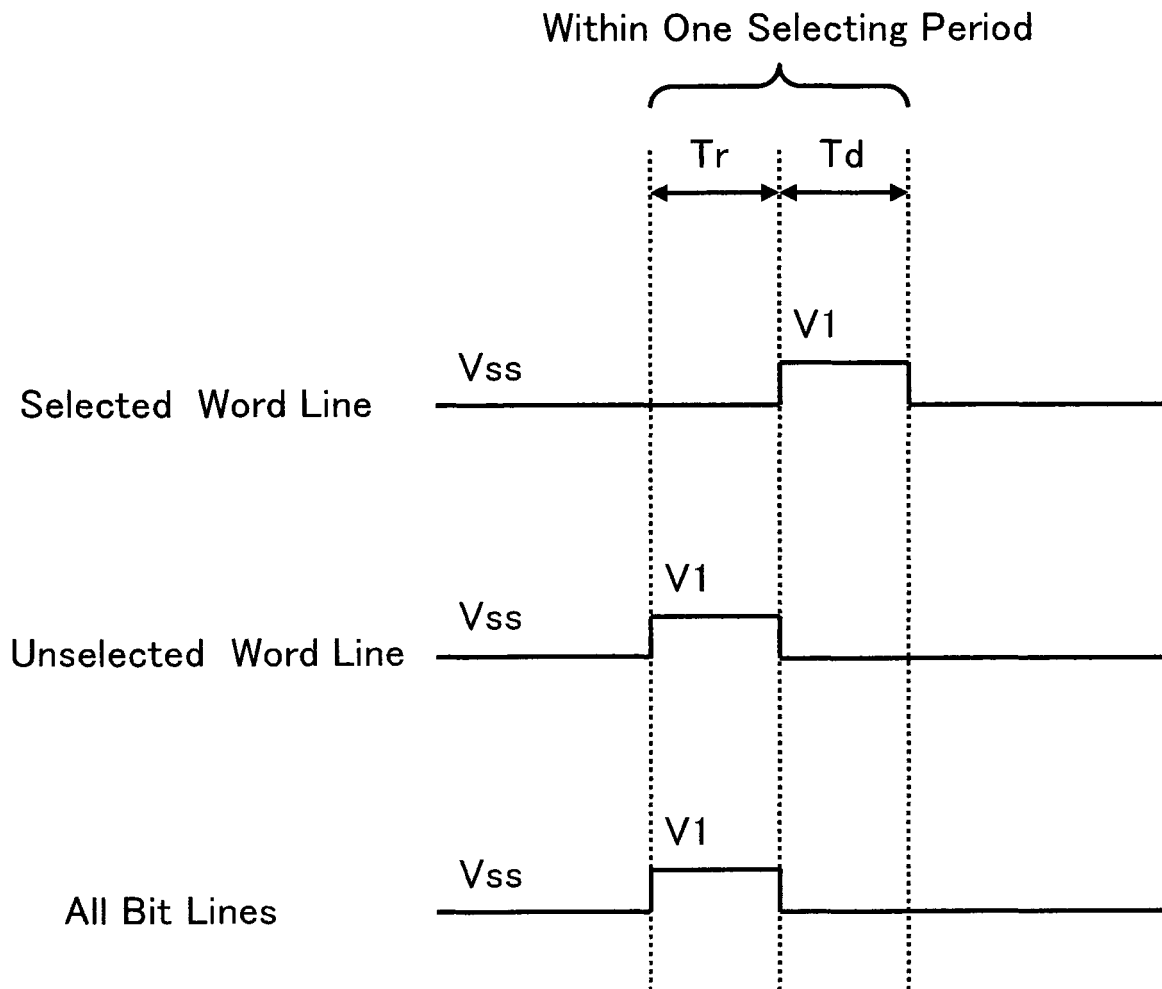 Within One Selecting Period
Tr
Td
V1
Vss
Selected Word Line
V1
Vss
Unselected Word Line
V1
Vss
All Bit Lines